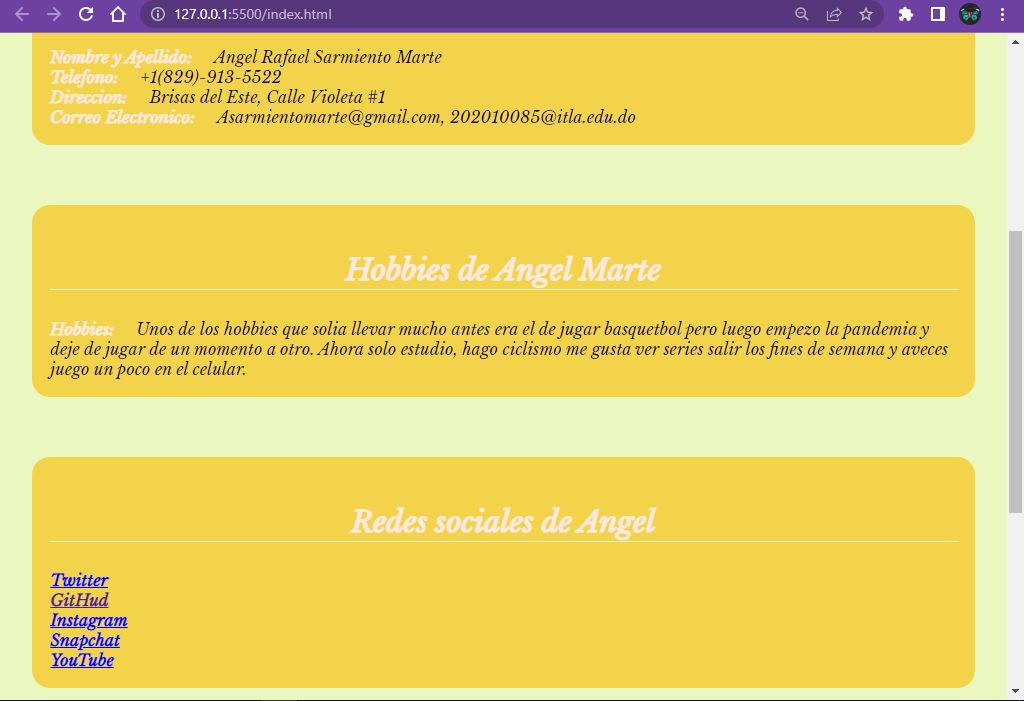 127.0.0.1:5500/index.html
Nombre y Apellido: Angel Rafael Sarmiento Marte
Telefono: +1(829)-913-5522
Direccion: Brisas del Este, Calle Violeta #1
Correo Electronico: Asarmientomarte@gmail.com, 202010085@itla.edu.do
Hobbies de Angel Marte
Hobbies: Unos de los hobbies que solia llevar mucho antes era el de jugar basquetbol pero luego empezo la pandemia y
deje de jugar de un momento a otro. Ahora solo estudio, hago ciclismo me gusta ver series salir los fines de semana y aveces
juego un poco en el celular.
Redes sociales de Angel
Twitter
GitHud
Instagram
Snapchat
YouTube